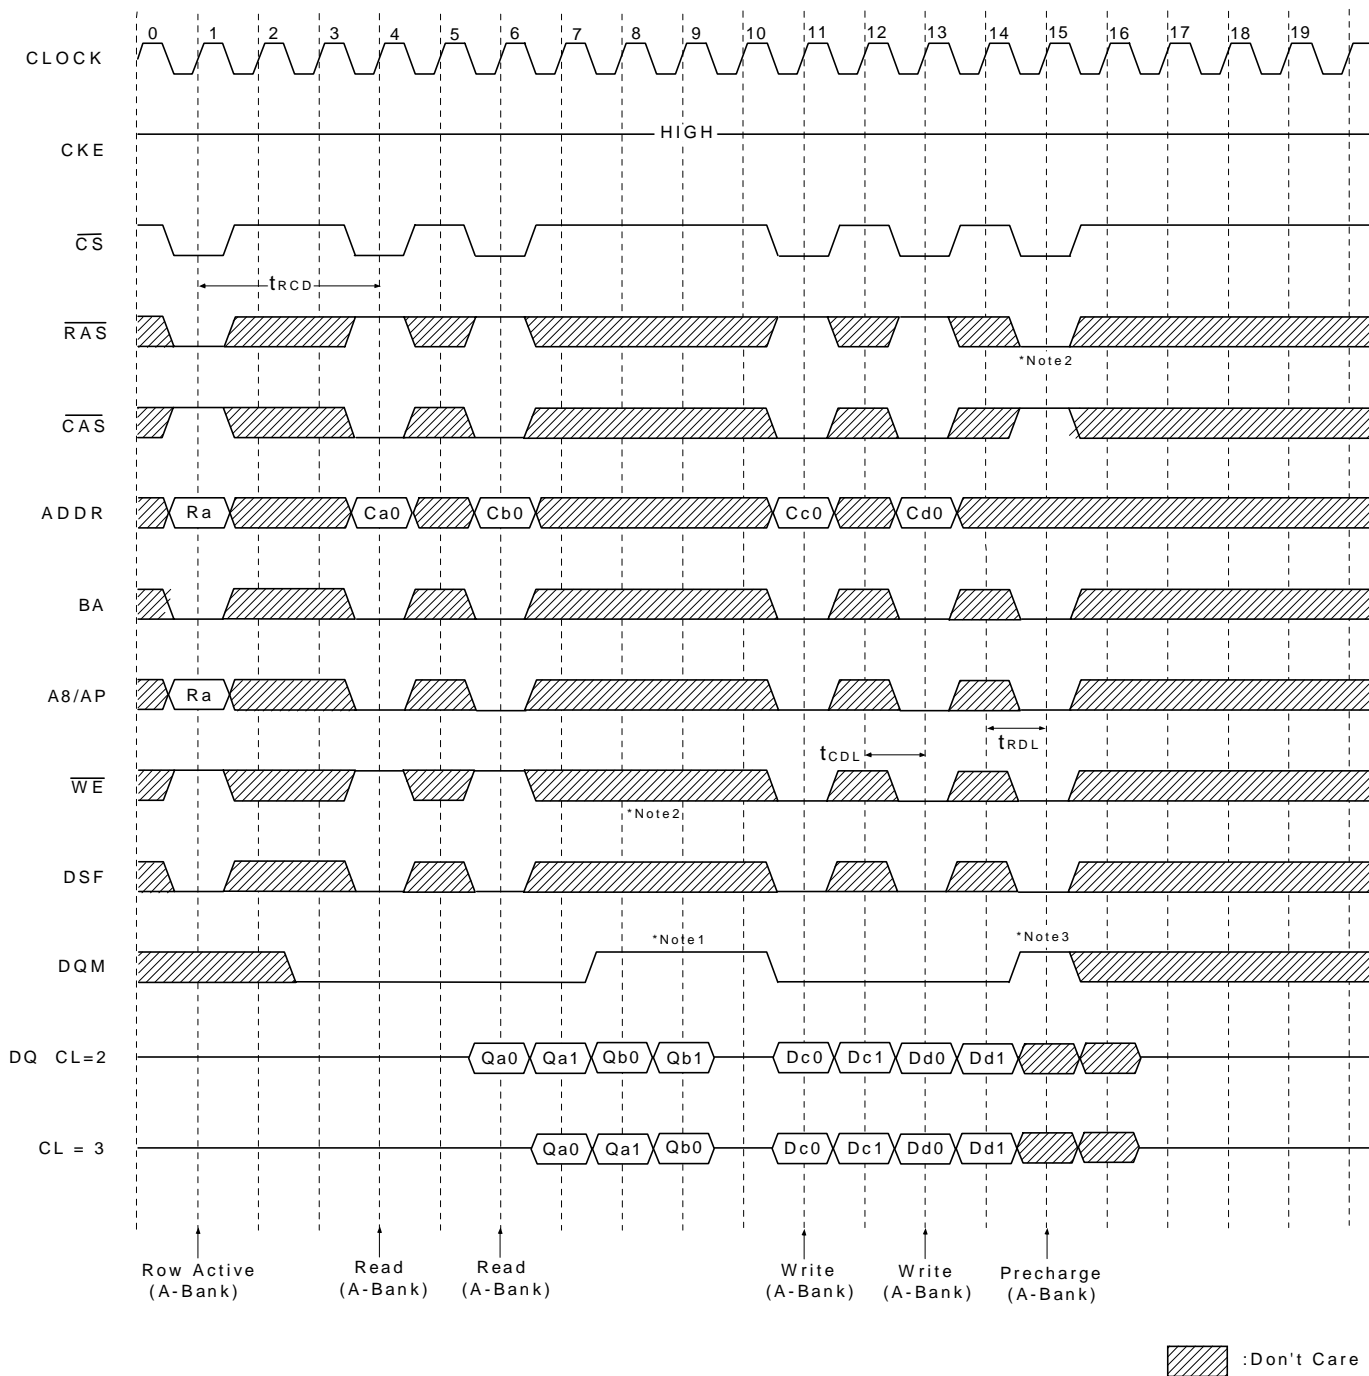 0 1 2 3 4 5 6 7 8 9 10 11 12 13 14 15 16 17 18 19
CLOCK
HIGH
CKE
CS
tRCD
RAS
*Note2
CAS
ADDR Ra Ca0 Cb0 Cc0 Cd0
BA
A8/AP Ra
tCDL tRDL
WE
*Note2
DSF
*Note1 *Note3
DQM
DQ CL=2 Qa0 Qa1 Qb0 Qb1 Dc0 Dc1 Dd0 Dd1
CL = 3 Qa0 Qa1 Qb0 Dc0 Dc1 Dd0 Dd1
Row Active
(A-Bank)
Read
(A-Bank)
Read
(A-Bank)
Write
(A-Bank)
Write
(A-Bank)
Precharge
(A-Bank)
:Don't Care